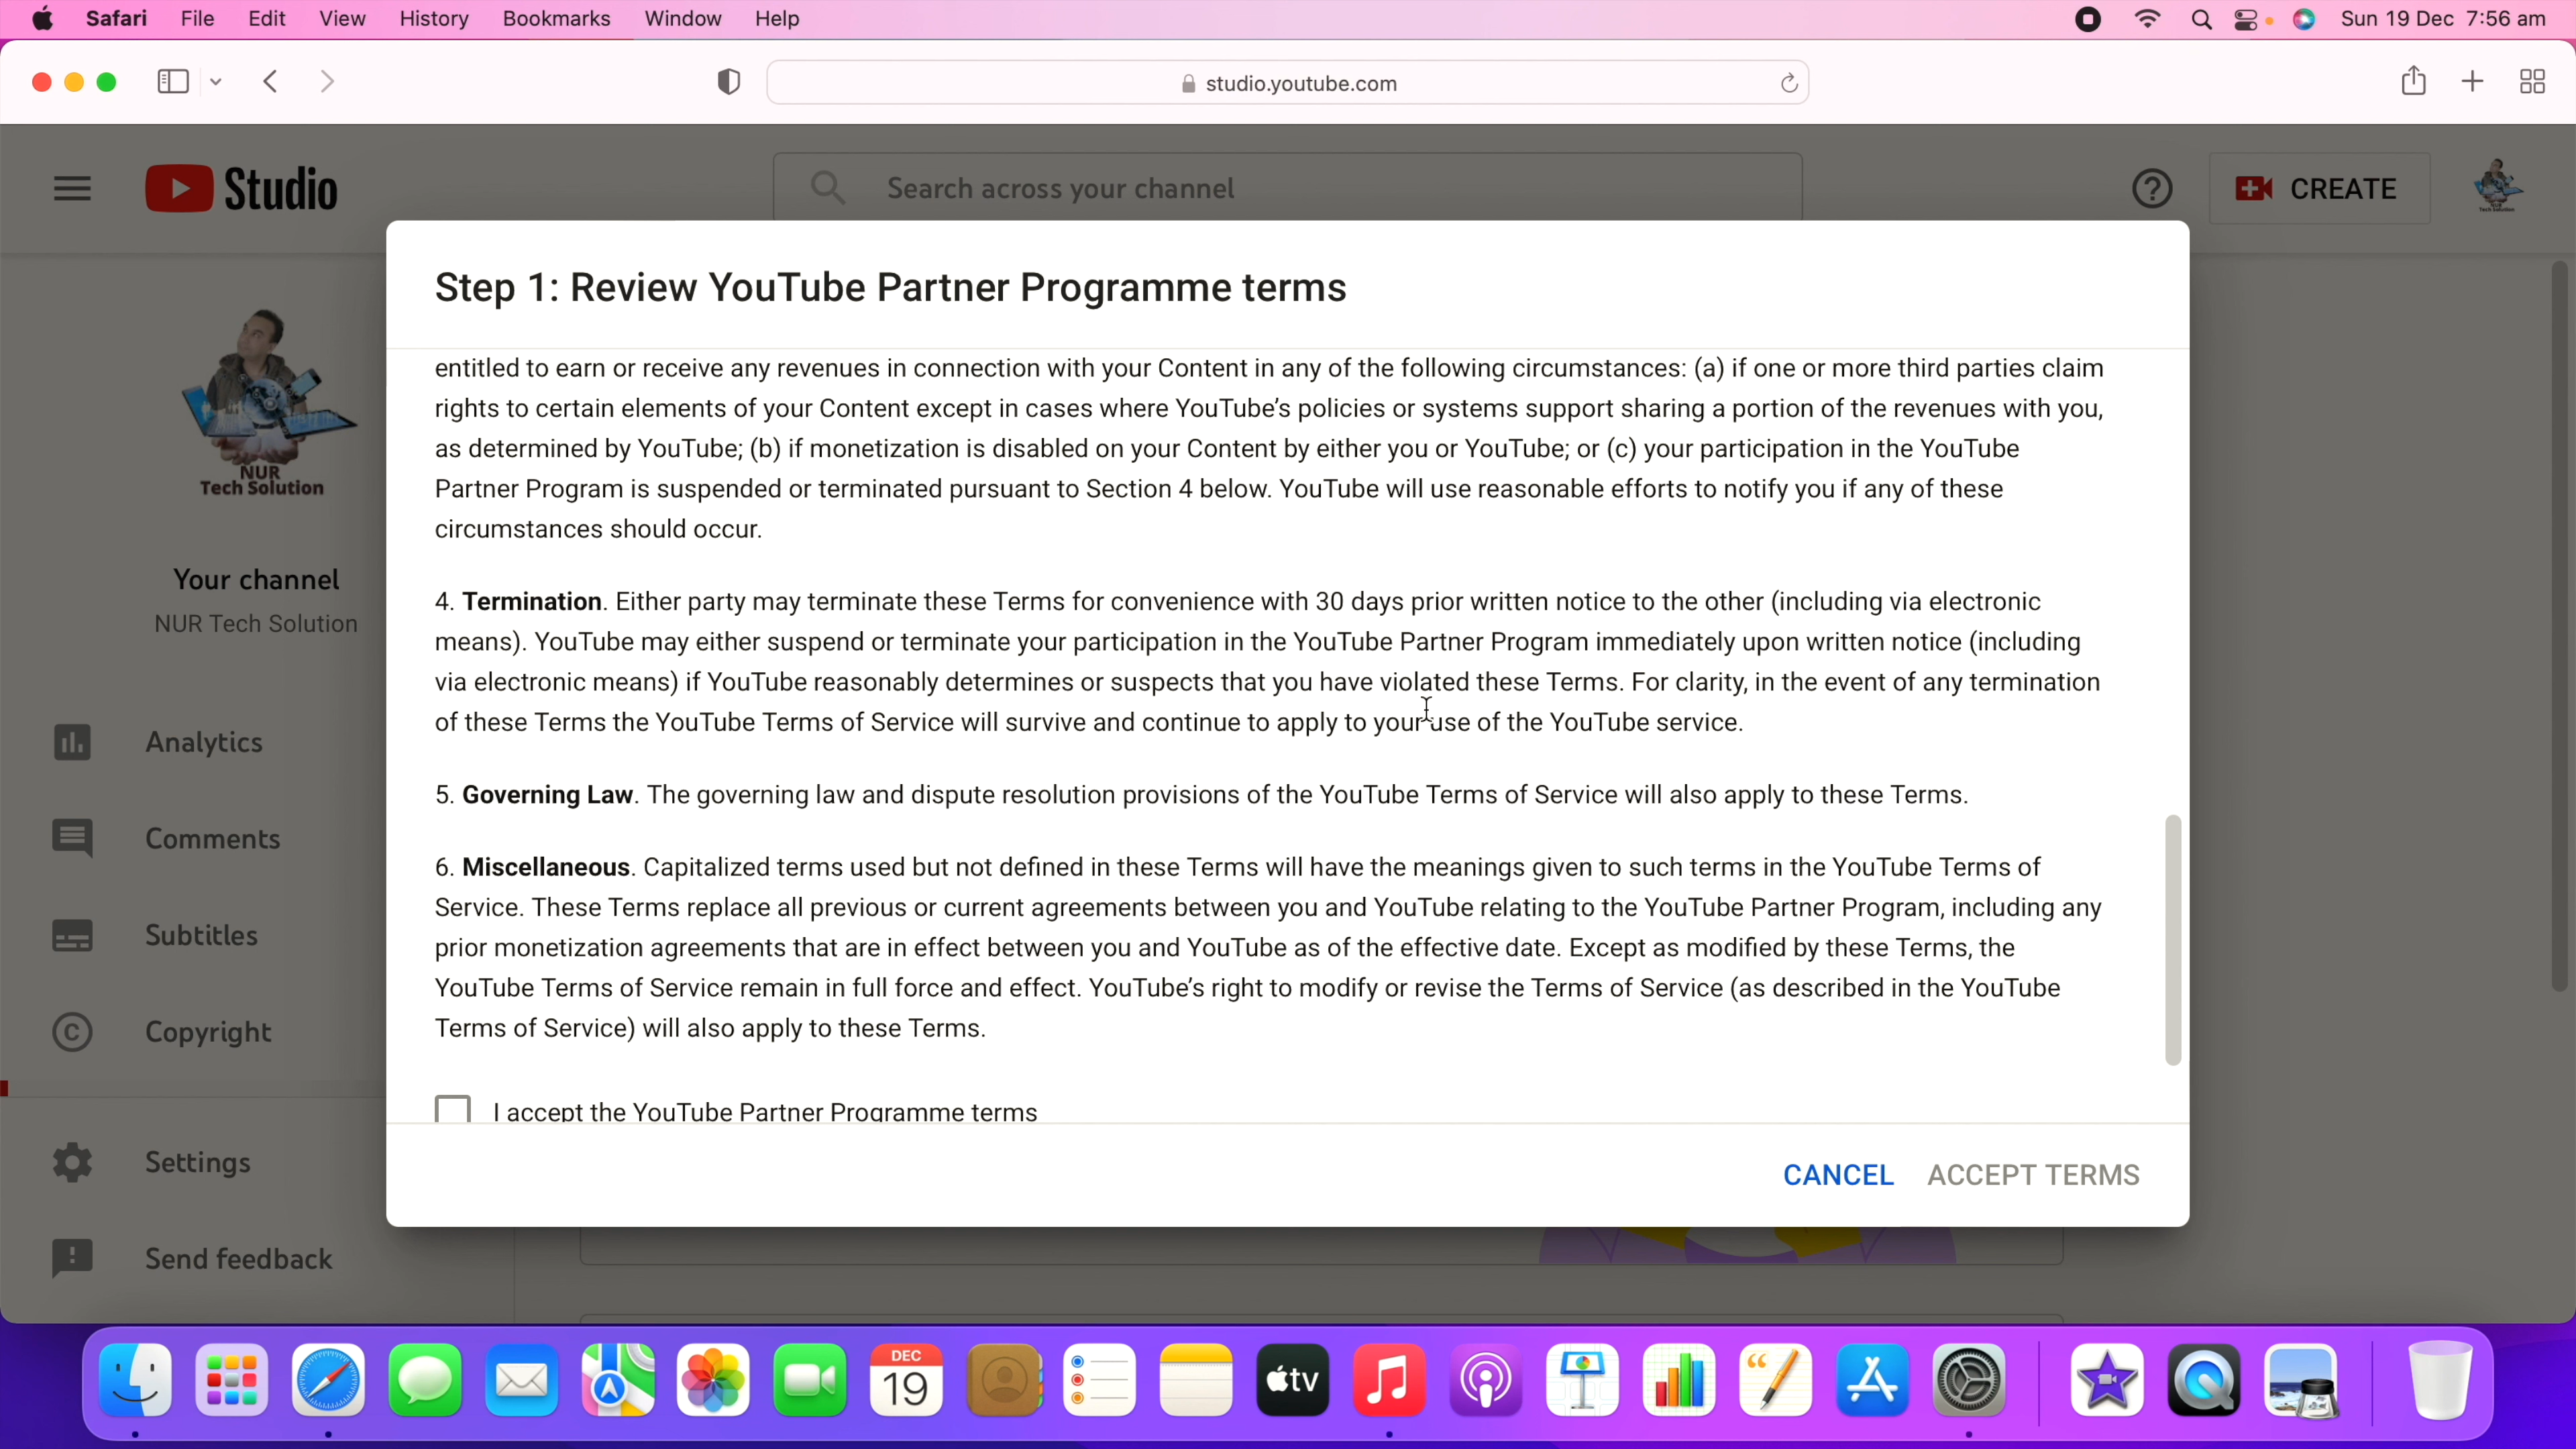 Safari File Edit View History Bookmarks Window Help Sun 19 Dec 7:56 am
studio.youtube.com
Studio Search across your channel CREATE
Step 1: Review YouTube Partner Programme terms
entitled to earn or receive any revenues in connection with your Content in any of the following circumstances: (a) if one or more third parties claim
rights to certain elements of your Content except in cases where YouTube's policies or systems support sharing a portion of the revenues with you,
as determined by YouTube; (b) if monetization is disabled on your Content by either you or YouTube; or (c) your participation in the YouTube
Partner Program is suspended or terminated pursuant to Section 4 below. YouTube will use reasonable efforts to notify you if any of these
circumstances should occur.
4. Termination. Either party may terminate these Terms for convenience with 30 days prior written notice to the other (including via electronic
means). YouTube may either suspend or terminate your participation in the YouTube Partner Program immediately upon written notice (including
via electronic means) if YouTube reasonably determines or suspects that you have violated these Terms. For clarity, in the event of any termination
of these Terms the YouTube Terms of Service will survive and continue to apply to your use of the YouTube service.
5. Governing Law. The governing law and dispute resolution provisions of the YouTube Terms of Service will also apply to these Terms.
6. Miscellaneous. Capitalized terms used but not defined in these Terms will have the meanings given to such terms in the YouTube Terms of
Service. These Terms replace all previous or current agreements between you and YouTube relating to the YouTube Partner Program, including any
prior monetization agreements that are in effect between you and YouTube as of the effective date. Except as modified by these Terms, the
YouTube Terms of Service remain in full force and effect. YouTube's right to modify or revise the Terms of Service (as described in the YouTube
Terms of Service) will also apply to these Terms.
I accept the YouTube Partner Programme terms
CANCEL ACCEPT TERMS
NUR
Tech Solution
Your channel
NUR Tech Solution
Analytics
Comments
Subtitles
Copyright
Settings
Send feedback
DEC
19
tv